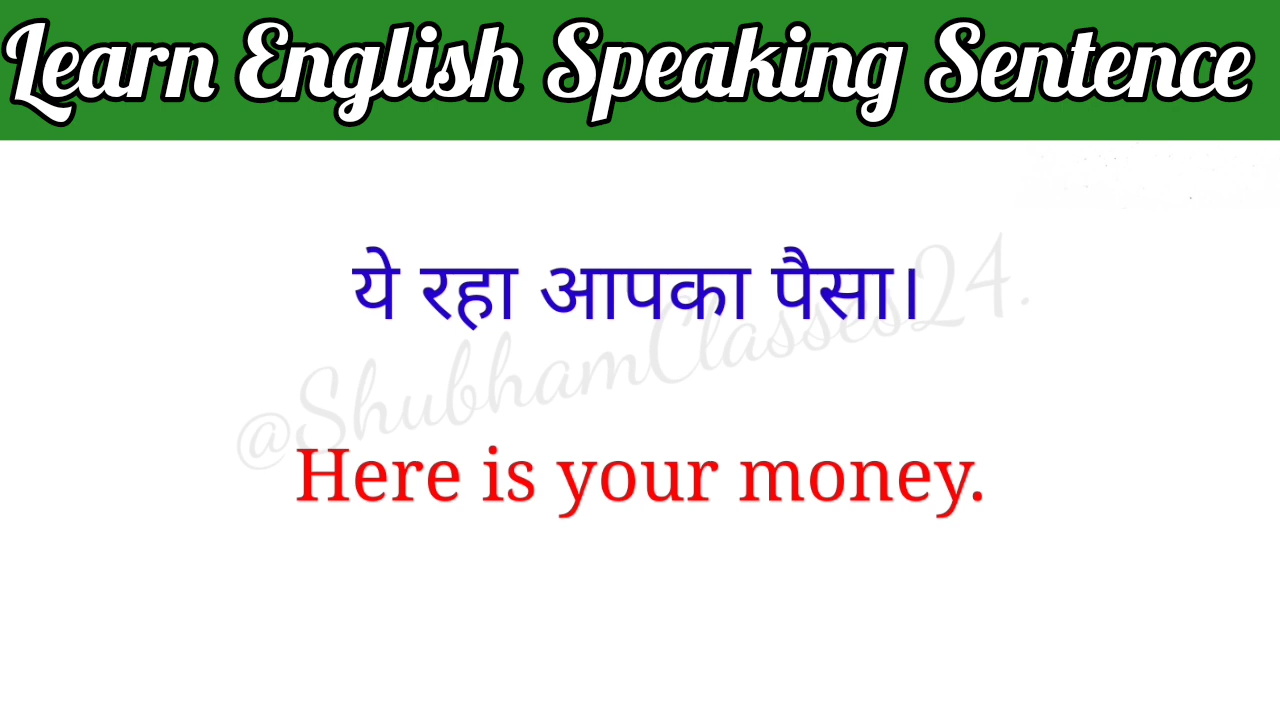 Learn English Speaking Sentence
ये रहा आपका पैसा।
@ShubhamClasses24.
Here is your money.